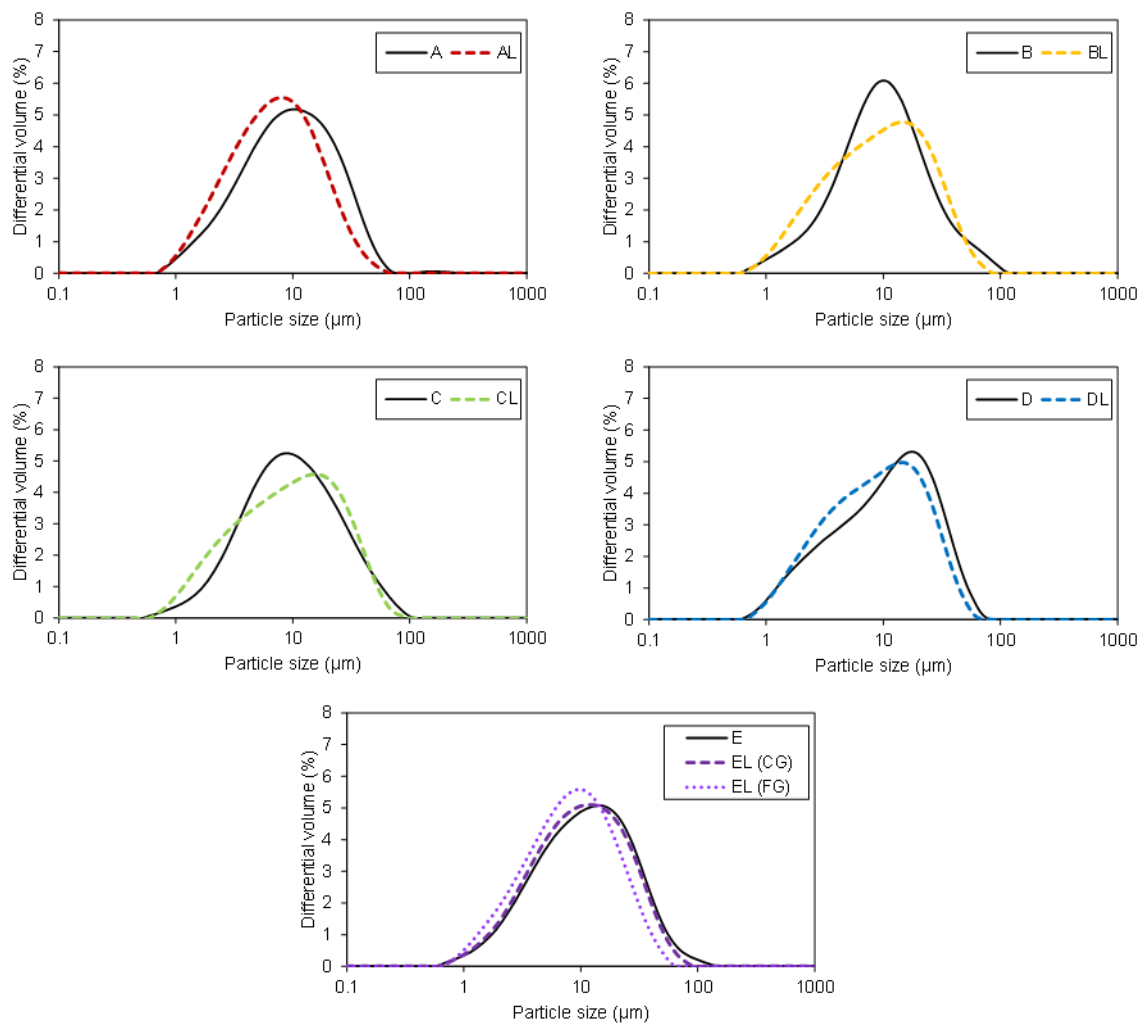 8
7
6
5
4
3
2
1
0
Differential volume (%)
A AL
0.1 1 10 100 1000
Particle size (µm)
8
7
6
5
4
3
2
1
0
Differential volume (%)
B BL
0.1 1 10 100 1000
Particle size (µm)
8
7
6
5
4
3
2
1
0
Differential volume (%)
C CL
0.1 1 10 100 1000
Particle size (µm)
8
7
6
5
4
3
2
1
0
Differential volume (%)
D DL
0.1 1 10 100 1000
Particle size (µm)
8
7
6
5
4
3
2
1
0
Differential volume (%)
E
EL (CG)
EL (FG)
0.1 1 10 100 1000
Particle size (µm)